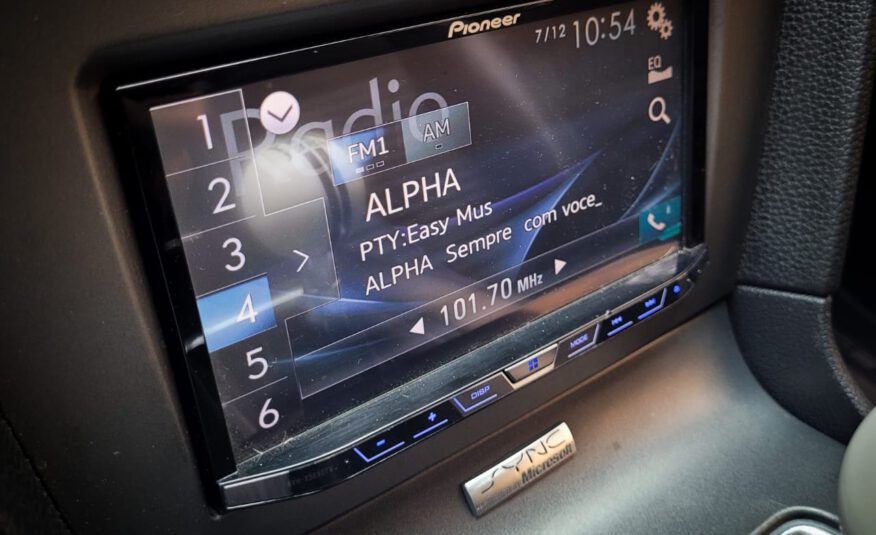 Pioneer
7/12 10:54
Radio
EQ
FM1 AM
ALPHA
PTY:Easy Mus
ALPHA Sempre com voce_
101.70 MHz
1
2
3
4
5
6
- + DISP MODE
SYNC
Microsoft